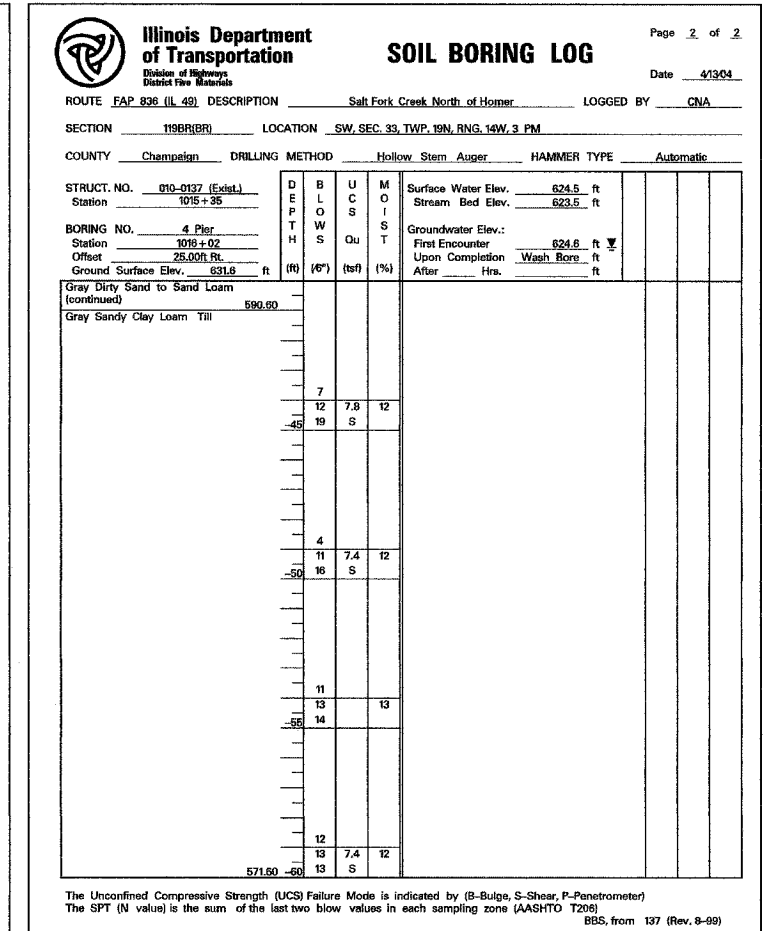 Illinois Department
of Transportation
Division of Highways
District Five Materials
SOIL BORING LOG
Page 2 of 2
Date 4/13/04
ROUTE FAP 836 (IL 49) DESCRIPTION Salt Fork Creek North of Homer LOGGED BY CNA
SECTION 119BR(BR) LOCATION SW, SEC. 33, TWP. 19N, RNG. 14W, 3 PM
COUNTY Champaign DRILLING METHOD Hollow Stem Auger HAMMER TYPE Automatic
STRUCT. NO. 010-0137 (Exist.)
Station 1015+35
BORING NO. 4 Pier
Station 1016+02
Offset 25.00ft Rt.
Ground Surface Elev. 631.6 ft
DEPTH (ft)
BLOWS (/6")
UCS Qu (tsf)
MOIST (%)
Surface Water Elev. 624.5 ft
Stream Bed Elev. 623.5 ft
Groundwater Elev.:
First Encounter 624.6 ft
Upon Completion Wash Bore ft
After Hrs. ft
Gray Dirty Sand to Sand Loam
(continued) 590.60
Gray Sandy Clay Loam Till
7
12 7.8 12
-45 19 S
4
11 7.4 12
-50 16 S
11
13 13
-55 14
12
13 7.4 12
571.60 -60 13 S
The Unconfined Compressive Strength (UCS) Failure Mode is indicated by (B-Bulge, S-Shear, P-Penetrometer)
The SPT (N value) is the sum of the last two blow values in each sampling zone (AASHTO T206)
BBS, from 137 (Rev. 8-99)